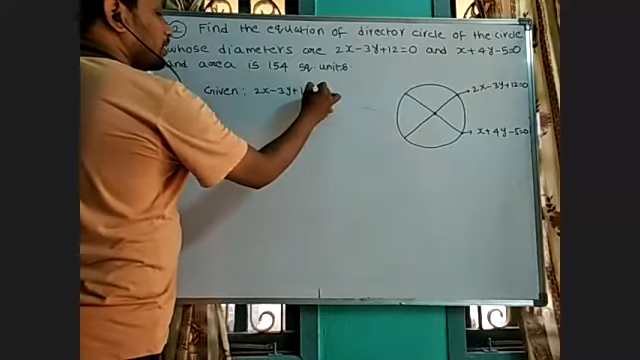 2 Find the equation of director circle of the circle
whose diameters are 2x-3y+12=0 and x+4y-5=0
and area is 154 sq. units.
Given: 2x-3y+1
2x-3y+12=0
x+4y-5=0